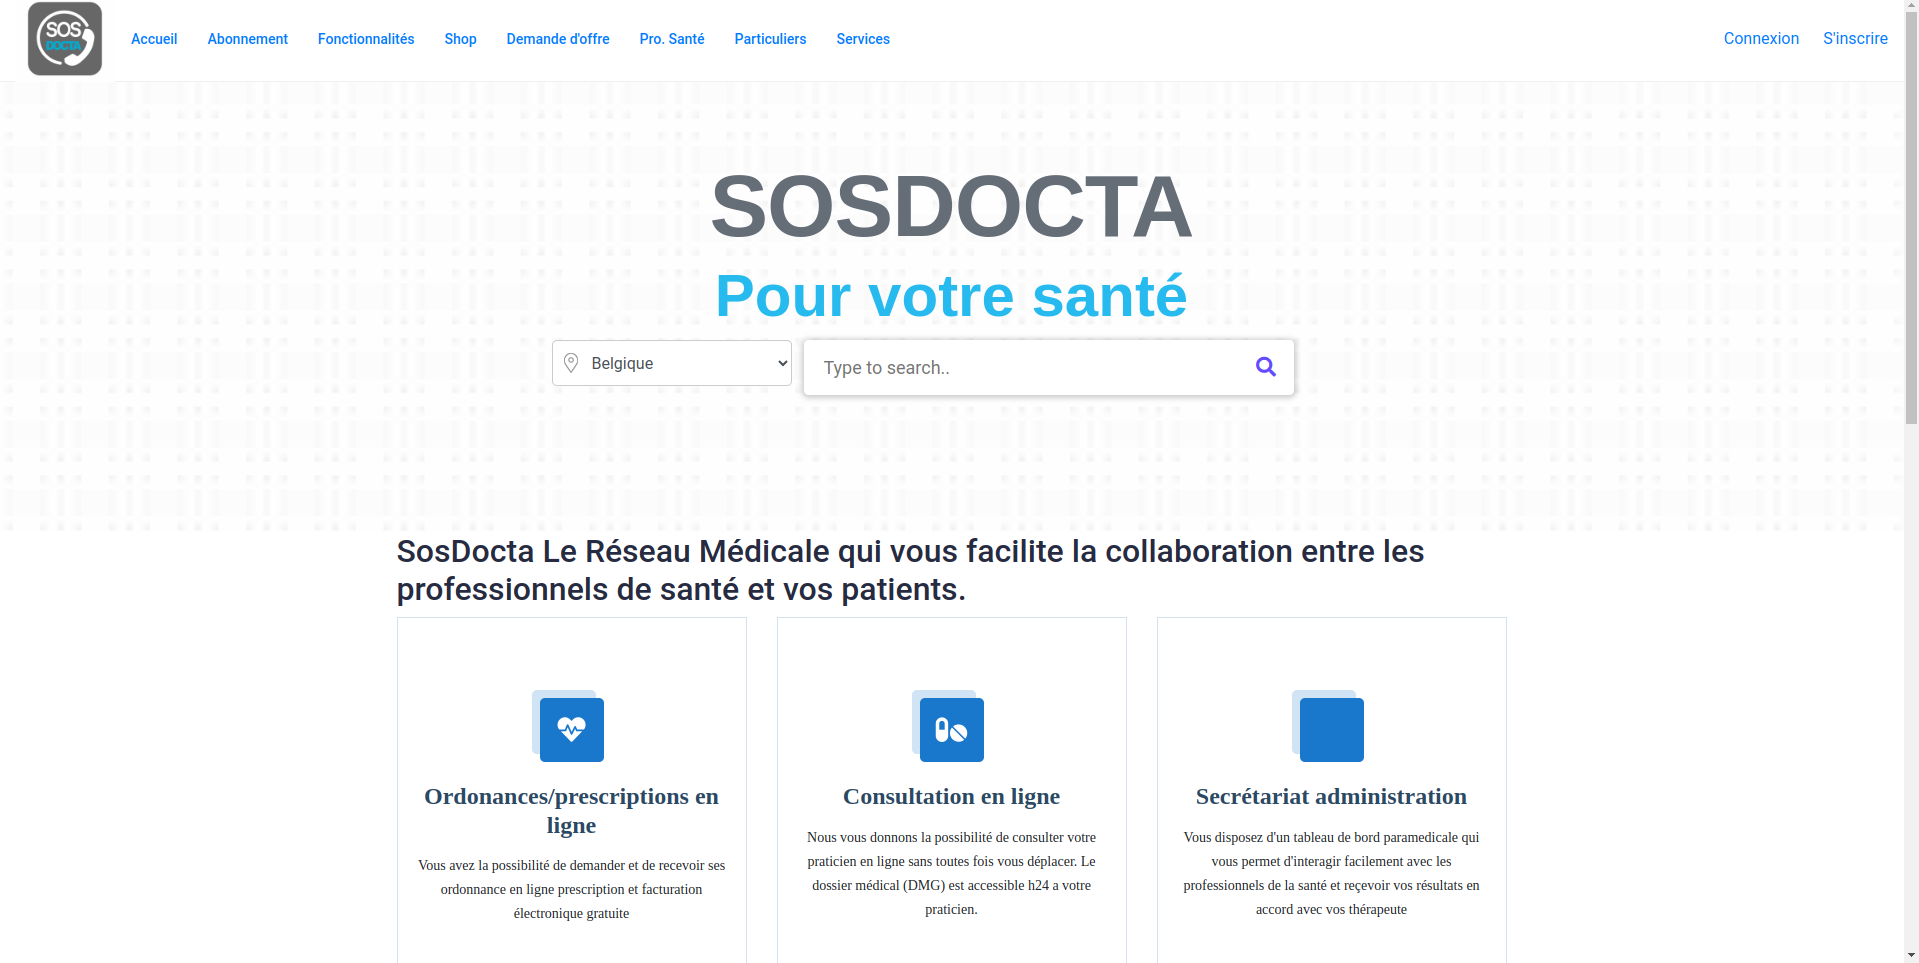 SOS
DOCTA
Accueil
Abonnement
Fonctionnalités
Shop
Demande d'offre
Pro. Santé
Particuliers
Services
Connexion
S'inscrire
SOSDOCTA
Pour votre santé
Belgique
Type to search..
SosDocta Le Réseau Médicale qui vous facilite la collaboration entre les
professionnels de santé et vos patients.
Ordonances/prescriptions en
ligne
Vous avez la possibilité de demander et de recevoir ses
ordonnance en ligne prescription et facturation
électronique gratuite
Consultation en ligne
Nous vous donnons la possibilité de consulter votre
praticien en ligne sans toutes fois vous déplacer. Le
dossier médical (DMG) est accessible h24 a votre
praticien.
Secrétariat administration
Vous disposez d'un tableau de bord paramedicale qui
vous permet d'interagir facilement avec les
professionnels de la santé et reçevoir vos résultats en
accord avec vos thérapeute